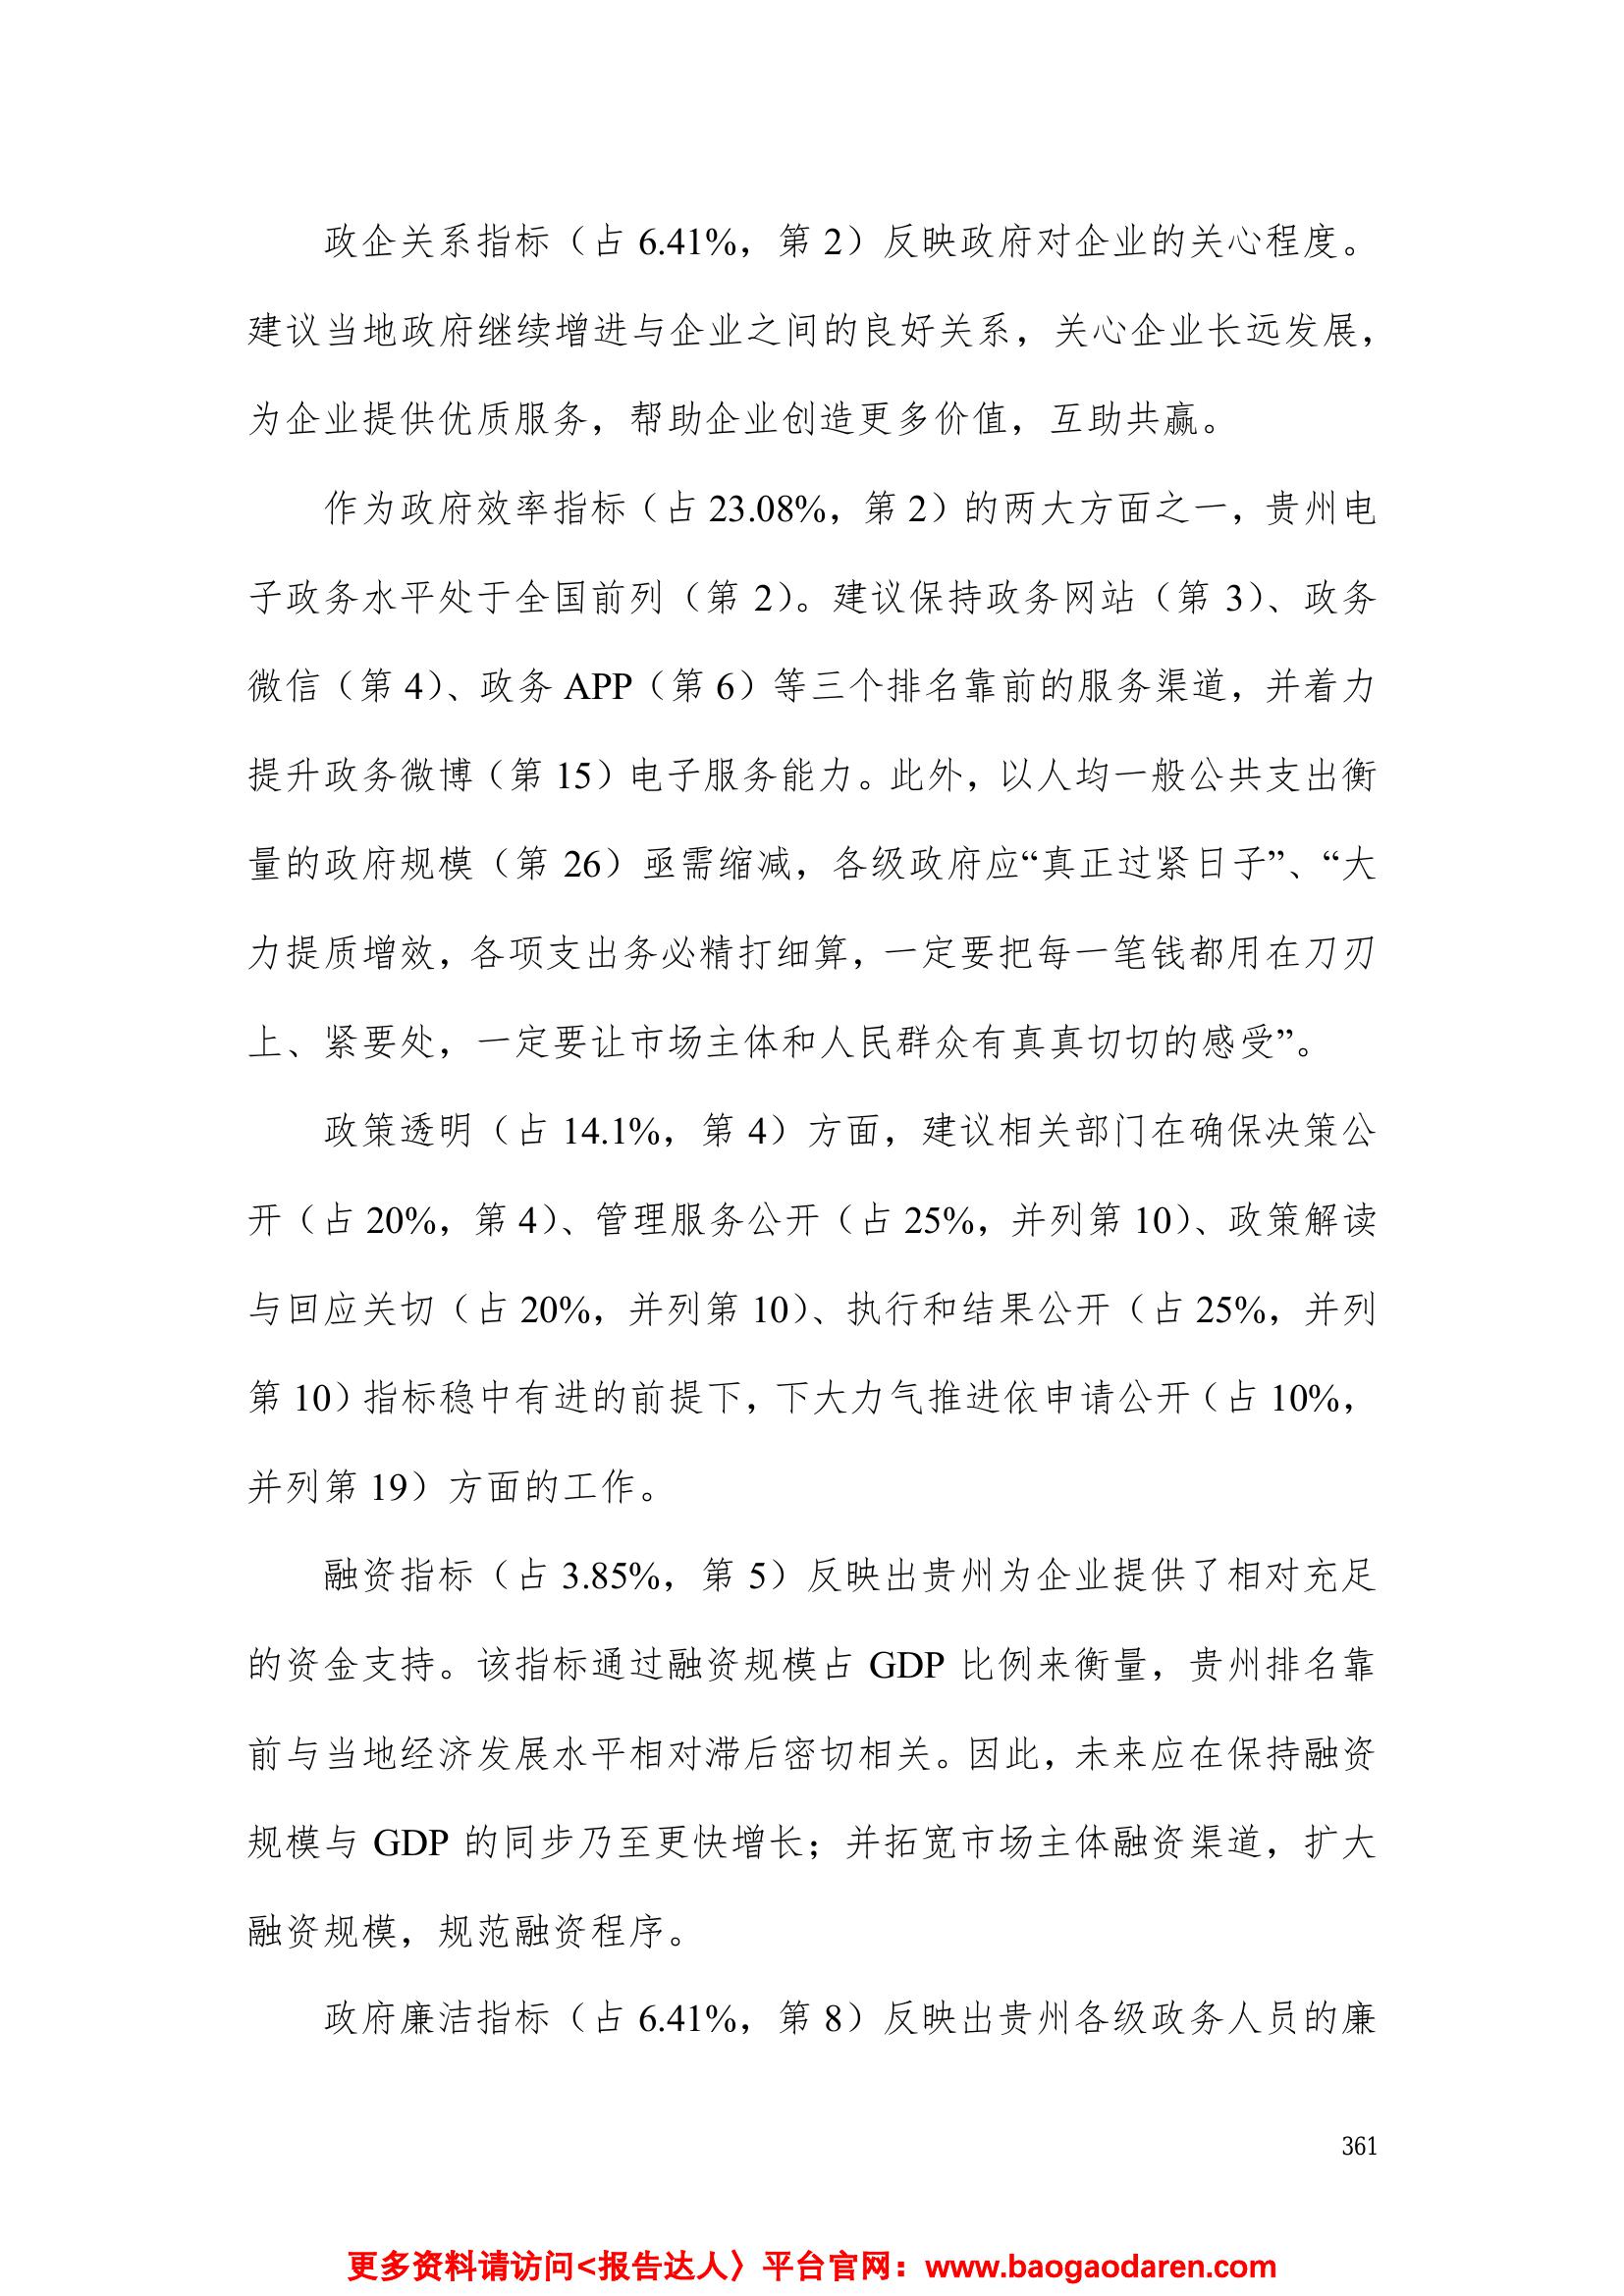 政企关系指标（占 6.41%，第 2）反映政府对企业的关心程度。
建议当地政府继续增进与企业之间的良好关系，关心企业长远发展，
为企业提供优质服务，帮助企业创造更多价值，互助共赢。
作为政府效率指标（占 23.08%，第 2）的两大方面之一，贵州电
子政务水平处于全国前列（第 2）。建议保持政务网站（第 3）、政务
微信（第 4）、政务 APP（第 6）等三个排名靠前的服务渠道，并着力
提升政务微博（第 15）电子服务能力。此外，以人均一般公共支出衡
量的政府规模（第 26）亟需缩减，各级政府应“真正过紧日子”、“大
力提质增效，各项支出务必精打细算，一定要把每一笔钱都用在刀刃
上、紧要处，一定要让市场主体和人民群众有真真切切的感受”。
政策透明（占 14.1%，第 4）方面，建议相关部门在确保决策公
开（占 20%，第 4）、管理服务公开（占 25%，并列第 10）、政策解读
与回应关切（占 20%，并列第 10）、执行和结果公开（占 25%，并列
第 10）指标稳中有进的前提下，下大力气推进依申请公开（占 10%，
并列第 19）方面的工作。
融资指标（占 3.85%，第 5）反映出贵州为企业提供了相对充足
的资金支持。该指标通过融资规模占 GDP 比例来衡量，贵州排名靠
前与当地经济发展水平相对滞后密切相关。因此，未来应在保持融资
规模与 GDP 的同步乃至更快增长；并拓宽市场主体融资渠道，扩大
融资规模，规范融资程序。
政府廉洁指标（占 6.41%，第 8）反映出贵州各级政务人员的廉
361
更多资料请访问<报告达人〉平台官网：www.baogaodaren.com